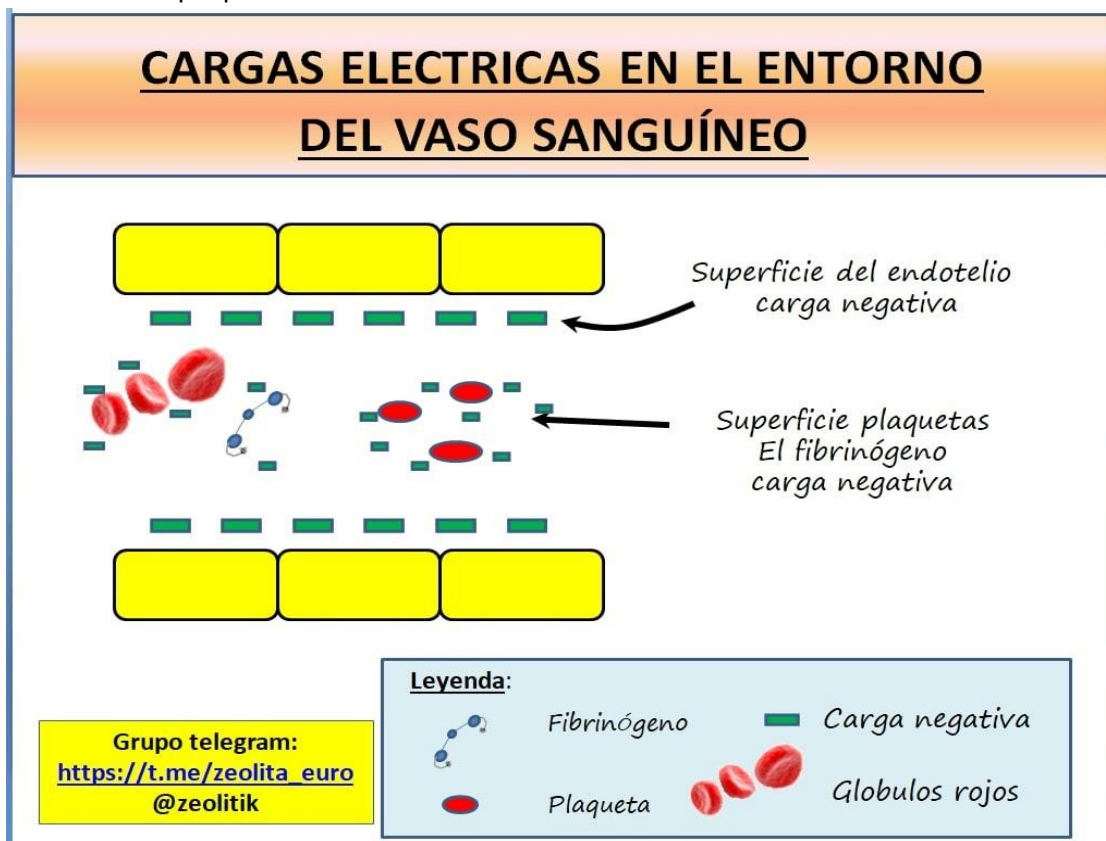 CARGAS ELECTRICAS EN EL ENTORNO
DEL VASO SANGUÍNEO
Superficie del endotelio
carga negativa
Superficie plaquetas
El fibrinógeno
carga negativa
Leyenda:
Fibrinógeno
Carga negativa
Plaqueta
Globulos rojos
Grupo telegram:
https://t.me/zeolita_euro
@zeolitik